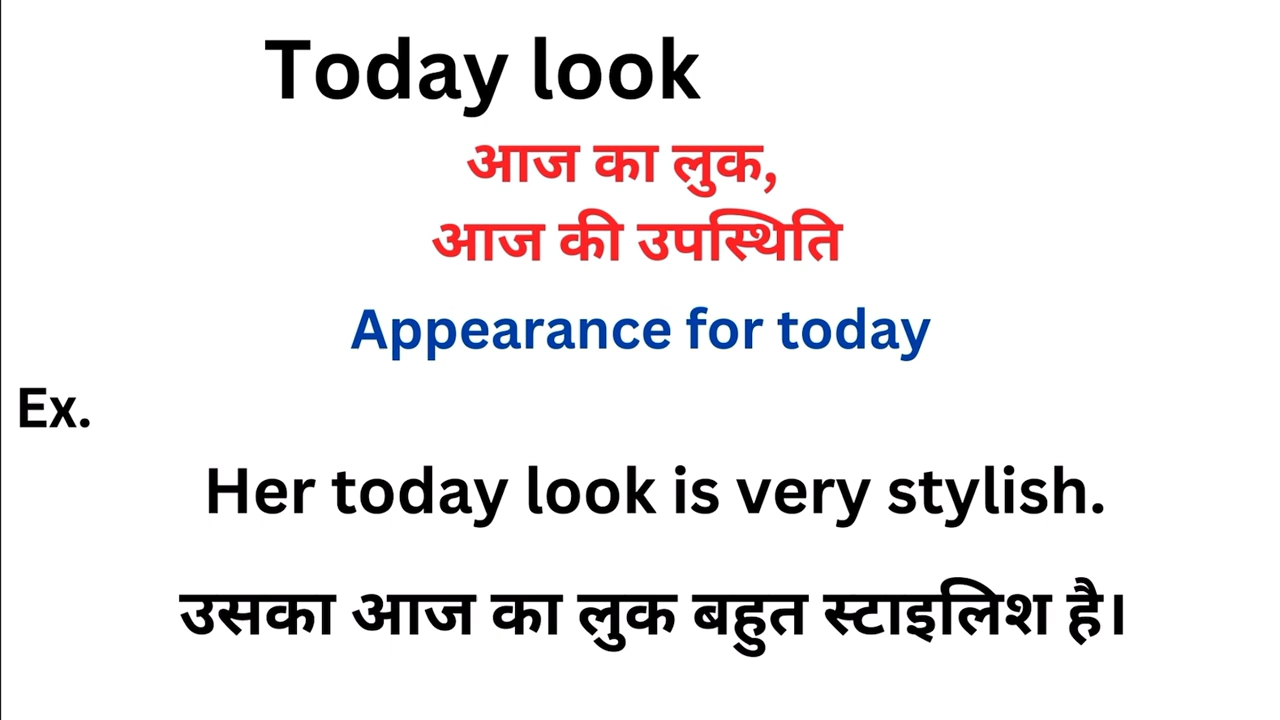 Today look
आज का लुक,
आज की उपस्थिति
Appearance for today
Ex.
Her today look is very stylish.
उसका आज का लुक बहुत स्टाइलिश है।